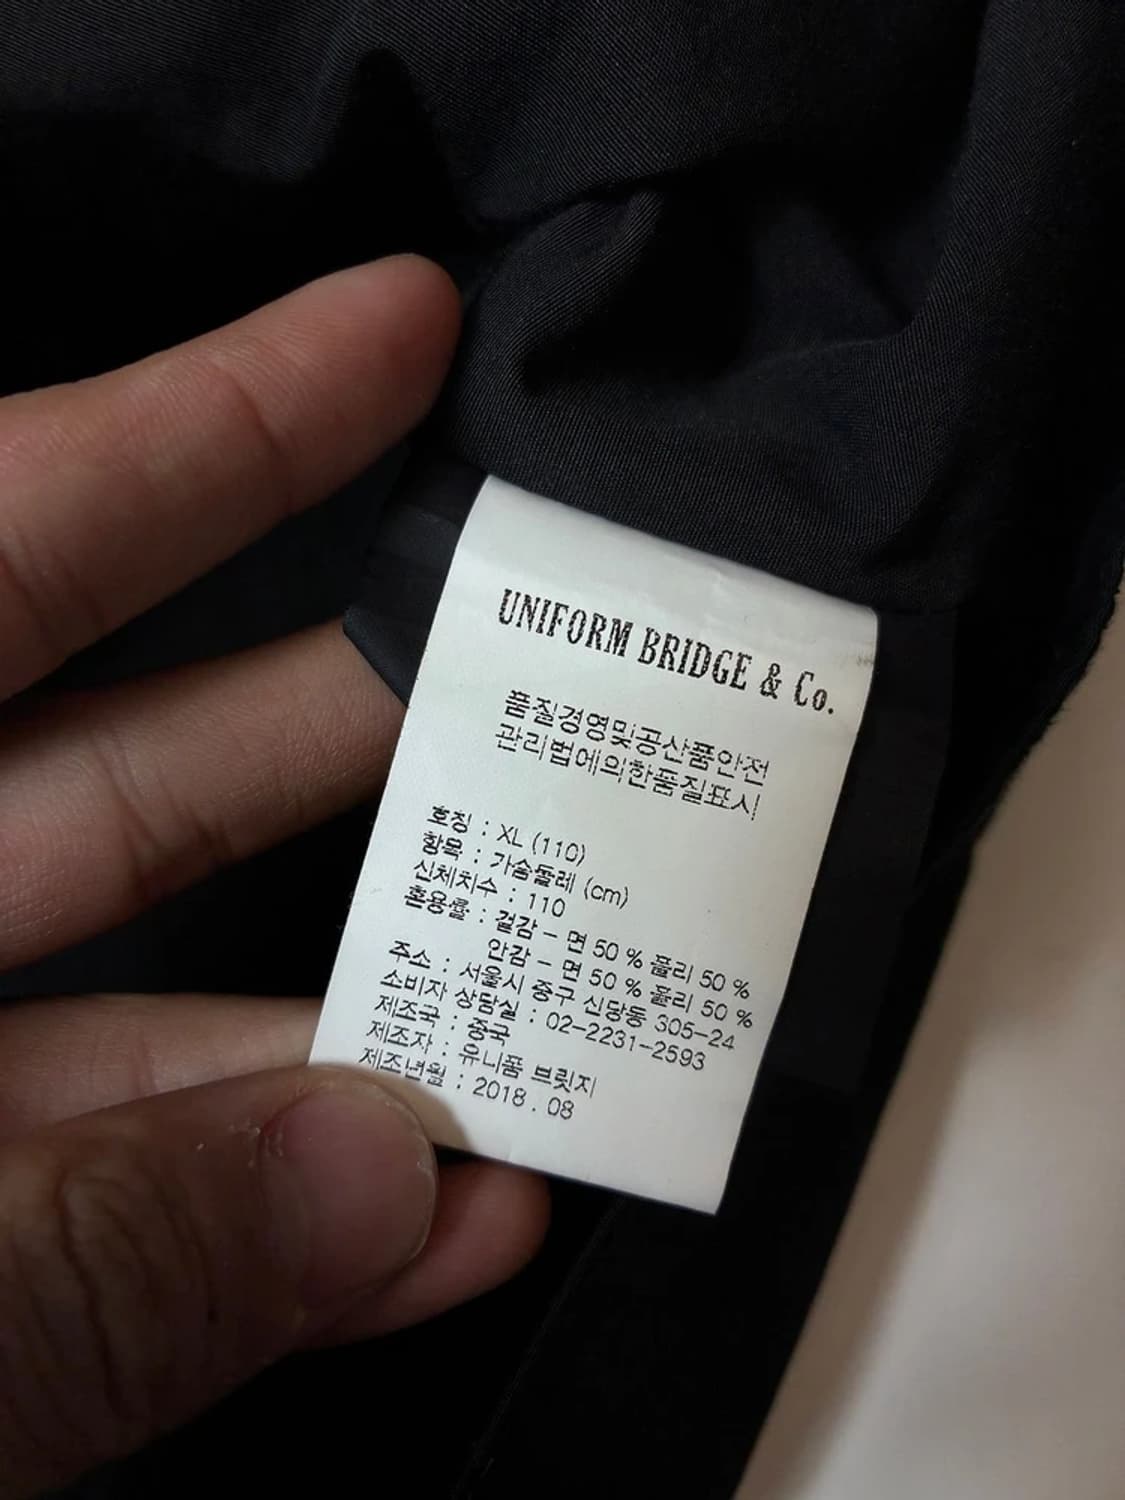 UNIFORM BRIDGE & Co.
품질경영및공산품안전
관리법에의한품질표시
호칭 : XL (110)
항목 : 가슴둘레 (cm)
신체치수 : 110
혼용률 : 겉감 - 면 50 % 폴리 50 %
안감 - 면 50 % 폴리 50 %
주소 : 서울시 중구 신당동 305-24
소비자 상담실 : 02-2231-2593
제조국 : 중국
제조자 : 유니폼 브릿지
제조년월 : 2018 . 08